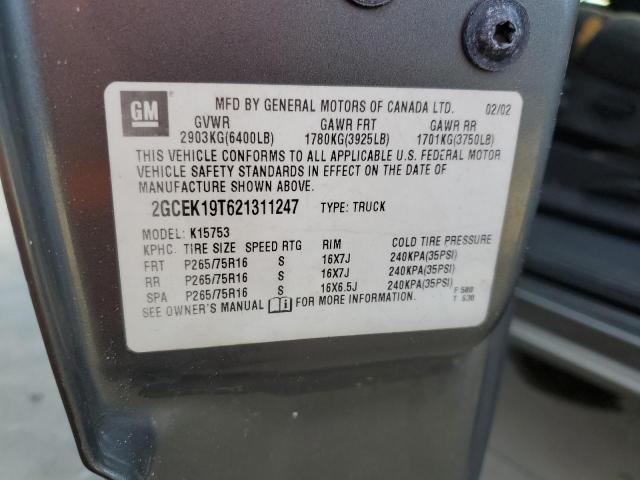 GM
MFD BY GENERAL MOTORS OF CANADA LTD. 02/02
GVWR GAWR FRT GAWR RR
2903KG(6400LB) 1780KG(3925LB) 1701KG(3750LB)
THIS VEHICLE CONFORMS TO ALL APPLICABLE U.S. FEDERAL MOTOR
VEHICLE SAFETY STANDARDS IN EFFECT ON THE DATE OF
MANUFACTURE SHOWN ABOVE.
2GCEK19T621311247 TYPE: TRUCK
MODEL: K15753
KPHC: TIRE SIZE SPEED RTG RIM COLD TIRE PRESSURE
FRT P265/75R16 S 16X7J 240KPA(35PSI)
RR P265/75R16 S 16X7J 240KPA(35PSI)
SPA P265/75R16 S 16X6.5J 240KPA(35PSI)
SEE OWNER'S MANUAL FOR MORE INFORMATION.
F 580
T 630